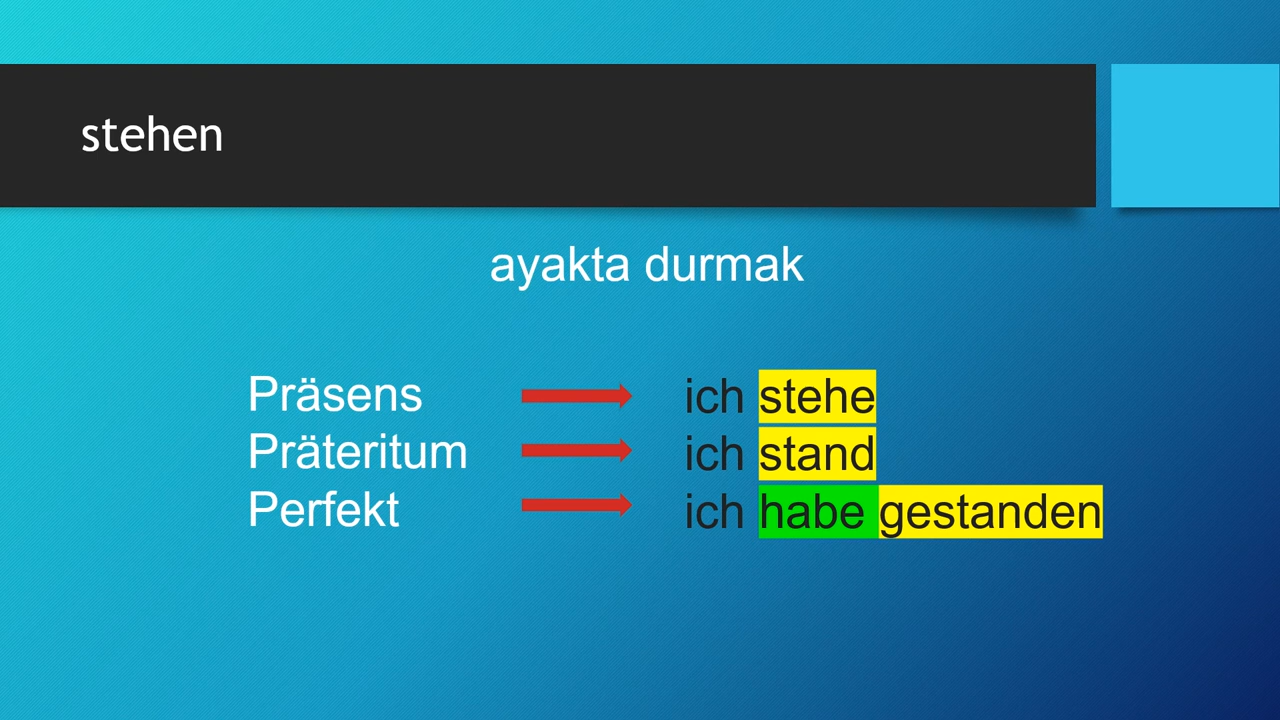 stehen
ayakta durmak
Präsens ich stehe
Präteritum ich stand
Perfekt ich habe gestanden